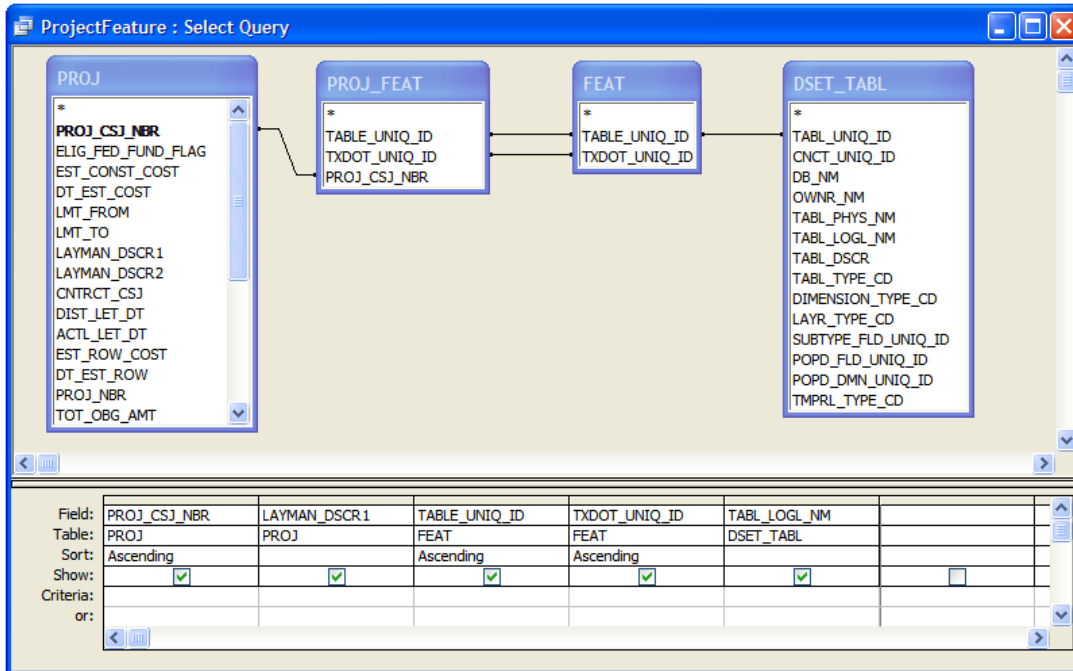 ProjectFeature : Select Query
PROJ
*
PROJ_CSJ_NBR
ELIG_FED_FUND_FLAG
EST_CONST_COST
DT_EST_COST
LMT_FROM
LMT_TO
LAYMAN_DSCR1
LAYMAN_DSCR2
CNTRCT_CSJ
DIST_LET_DT
ACTL_LET_DT
EST_ROW_COST
DT_EST_ROW
PROJ_NBR
TOT_OBG_AMT
PROJ_FEAT
*
TABLE_UNIQ_ID
TXDOT_UNIQ_ID
PROJ_CSJ_NBR
FEAT
*
TABLE_UNIQ_ID
TXDOT_UNIQ_ID
DSET_TABL
*
TABL_UNIQ_ID
CNCT_UNIQ_ID
DB_NM
OWNR_NM
TABL_PHYS_NM
TABL_LOGL_NM
TABL_DSCR
TABL_TYPE_CD
DIMENSION_TYPE_CD
LAYR_TYPE_CD
SUBTYPE_FLD_UNIQ_ID
POPD_FLD_UNIQ_ID
POPD_DMN_UNIQ_ID
TMPRL_TYPE_CD
Field: PROJ_CSJ_NBR LAYMAN_DSCR1 TABLE_UNIQ_ID TXDOT_UNIQ_ID TABL_LOGL_NM
Table: PROJ PROJ FEAT FEAT DSET_TABL
Sort: Ascending Ascending Ascending
Show:
Criteria:
or: